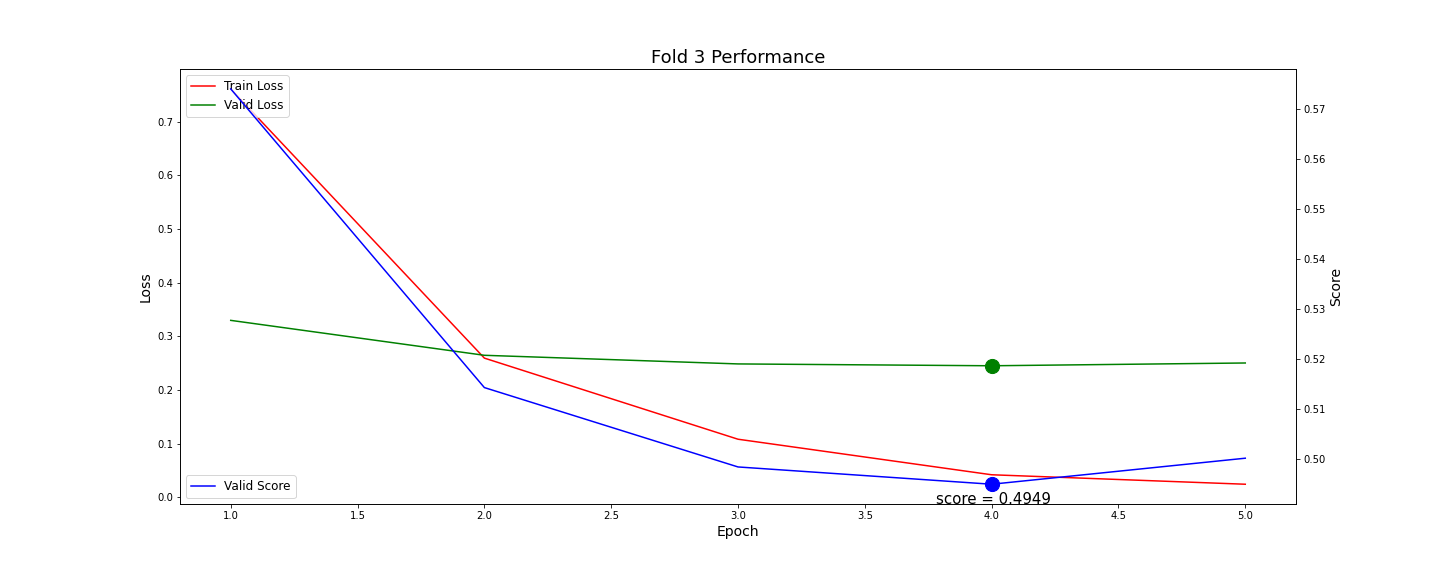 Fold 3 Performance
Train Loss
Valid Loss
0.7
0.6
0.5
0.4
0.3
0.2
0.1
0.0
Loss
0.57
0.56
0.55
0.54
0.53
0.52
0.51
0.50
Score
Valid Score
score = 0.4949
1.0 1.5 2.0 2.5 3.0 3.5 4.0 4.5 5.0
Epoch